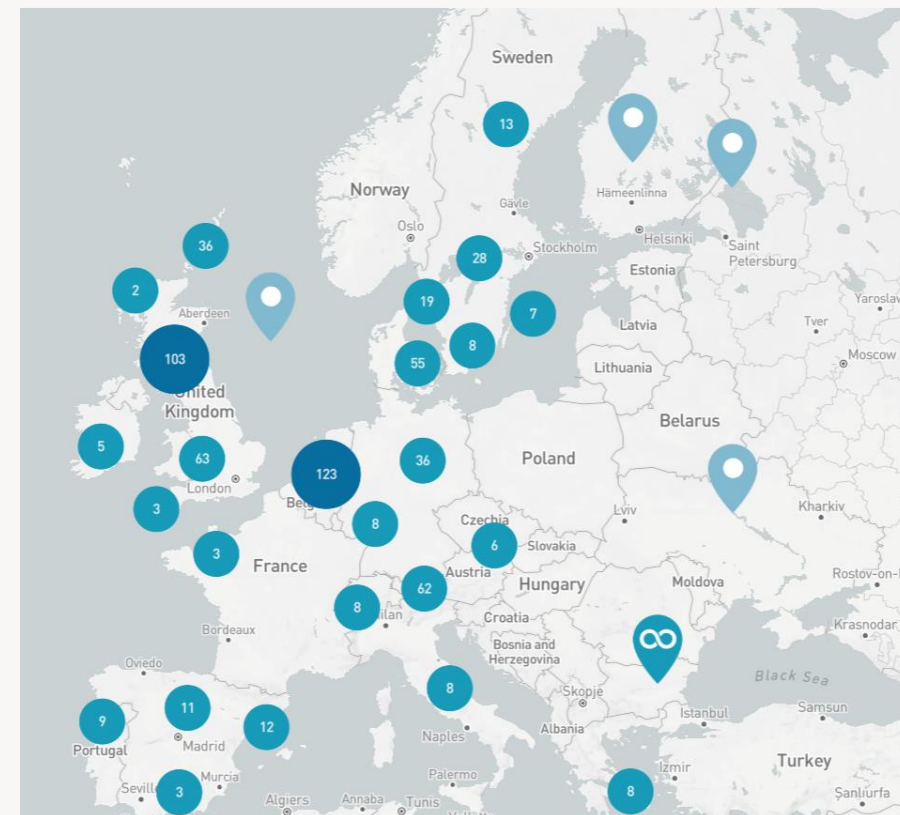 Sweden
13
Hämeenlinna
Norway
Gävle
Oslo
36
Stockholm
Helsinki
Saint
Petersburg
28
Estonia
2
19
7
Yaroslav
Aberdeen
Latvia
Tver
103
8
55
Moscow
Lithuania
United
Kingdom
Belarus
5
63
36
Poland
123
London
Belg
3
Lviv
Kharkiv
8
Czechia
6
Slovakia
3
France
Austria
Rostov-on-
62
Hungary
Moldova
8
ilan
Croatia
Krasnodar
Bordeaux
Bosnia and
Herzegovina
Oviedo
Black Sea
8
Skopje
9
11
12
Istanbul
Samsun
Albania
Naples
Madrid
Portugal
Izmir
Turkey
Murcia
Palermo
Sevill
3
8
Şanlıurfa
Algiers
Annaba
Tunis